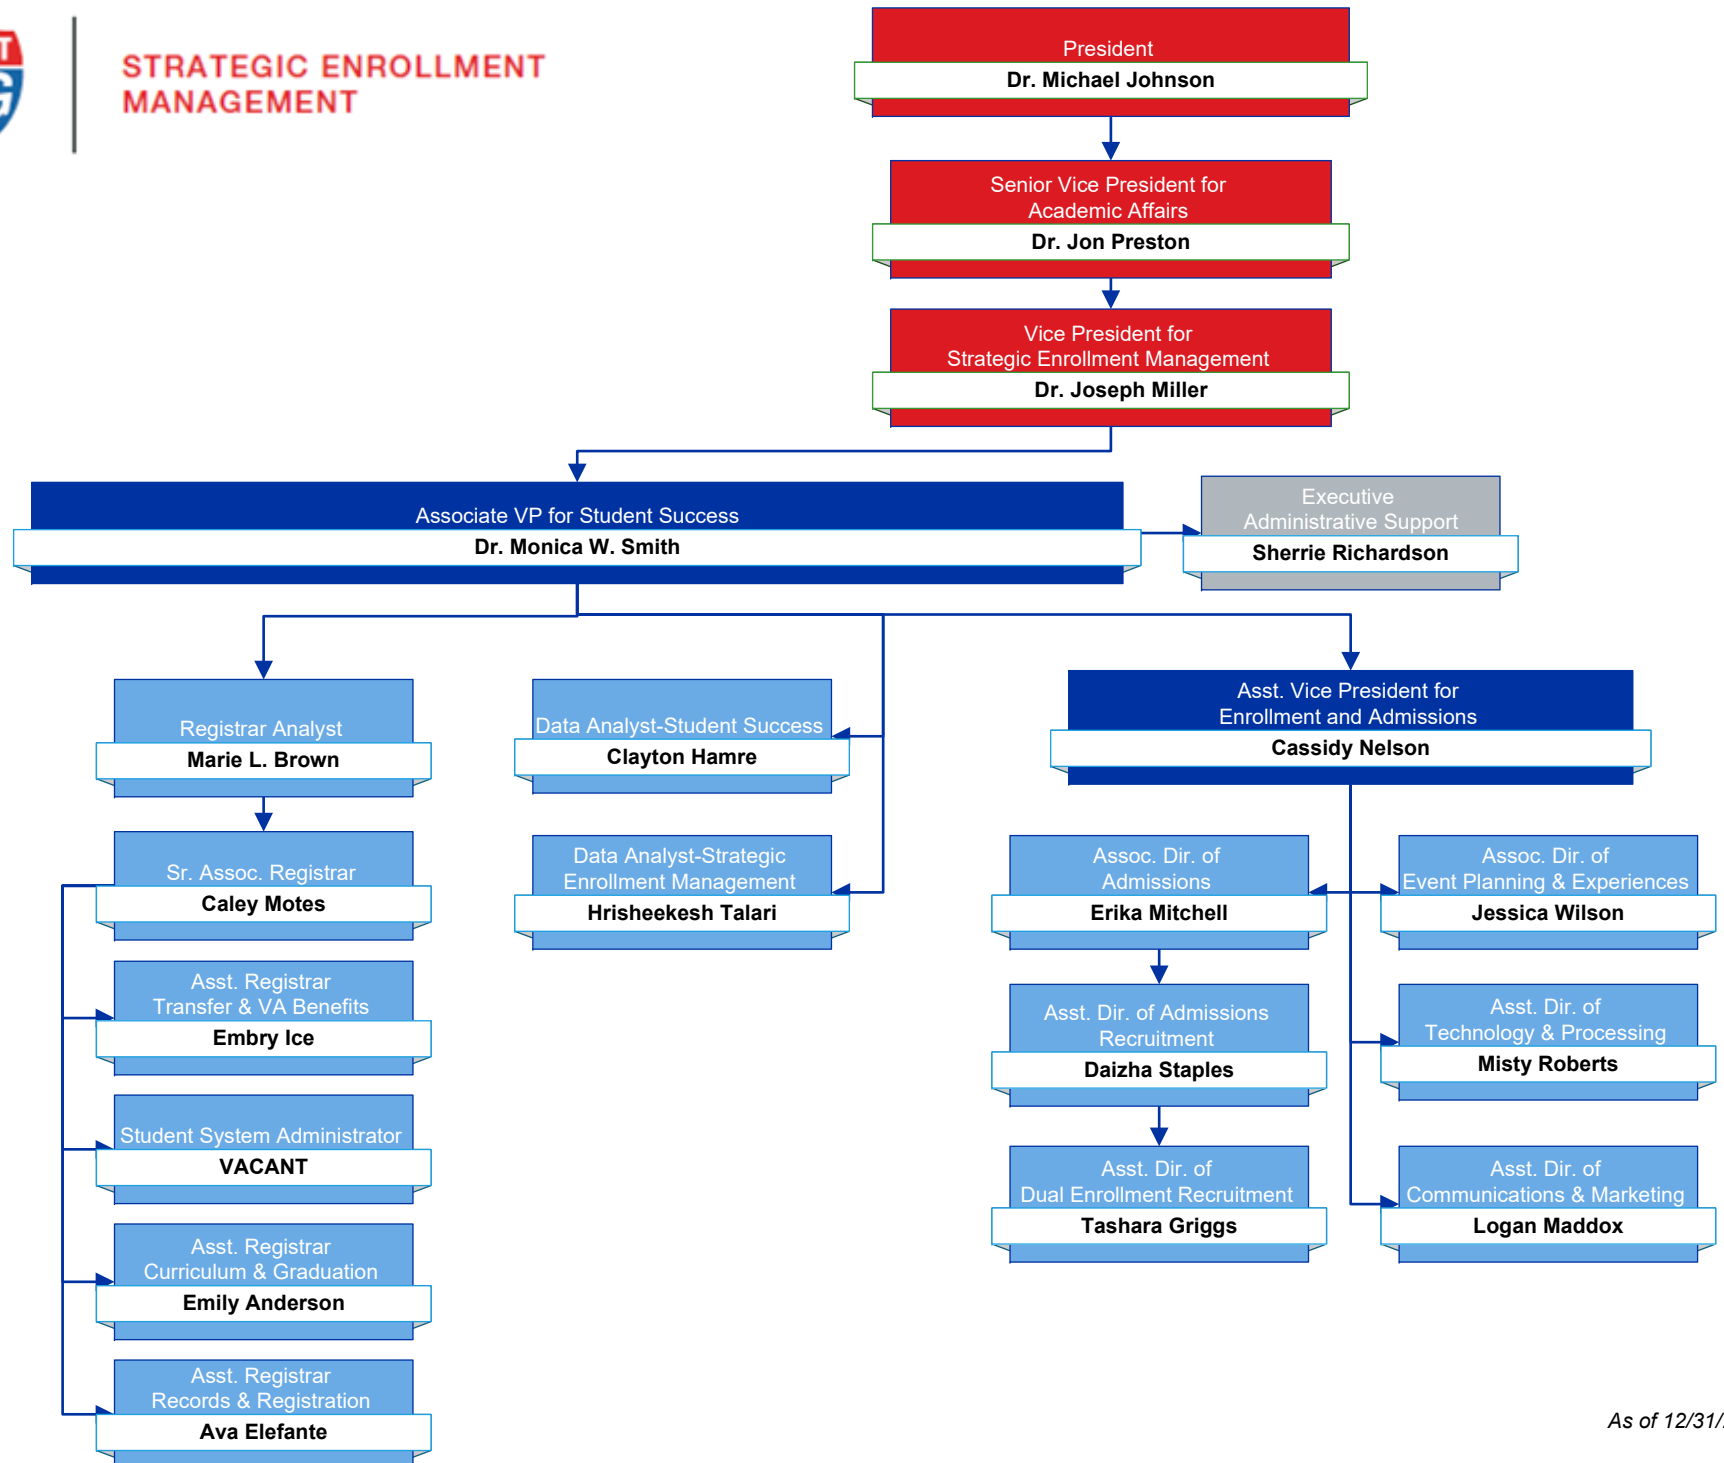 STRATEGIC ENROLLMENT
MANAGEMENT
President
Dr. Michael Johnson
Senior Vice President for
Academic Affairs
Dr. Jon Preston
Vice President for
Strategic Enrollment Management
Dr. Joseph Miller
Associate VP for Student Success
Dr. Monica W. Smith
Executive
Administrative Support
Sherrie Richardson
Registrar Analyst
Marie L. Brown
Sr. Assoc. Registrar
Caley Motes
Asst. Registrar
Transfer & VA Benefits
Embry Ice
Student System Administrator
VACANT
Asst. Registrar
Curriculum & Graduation
Emily Anderson
Asst. Registrar
Records & Registration
Ava Elefante
Data Analyst-Student Success
Clayton Hamre
Data Analyst-Strategic
Enrollment Management
Hrisheekesh Talari
Asst. Vice President for
Enrollment and Admissions
Cassidy Nelson
Assoc. Dir. of
Admissions
Erika Mitchell
Asst. Dir. of Admissions
Recruitment
Daizha Staples
Asst. Dir. of
Dual Enrollment Recruitment
Tashara Griggs
Assoc. Dir. of
Event Planning & Experiences
Jessica Wilson
Asst. Dir. of
Technology & Processing
Misty Roberts
Asst. Dir. of
Communications & Marketing
Logan Maddox
As of 12/31/